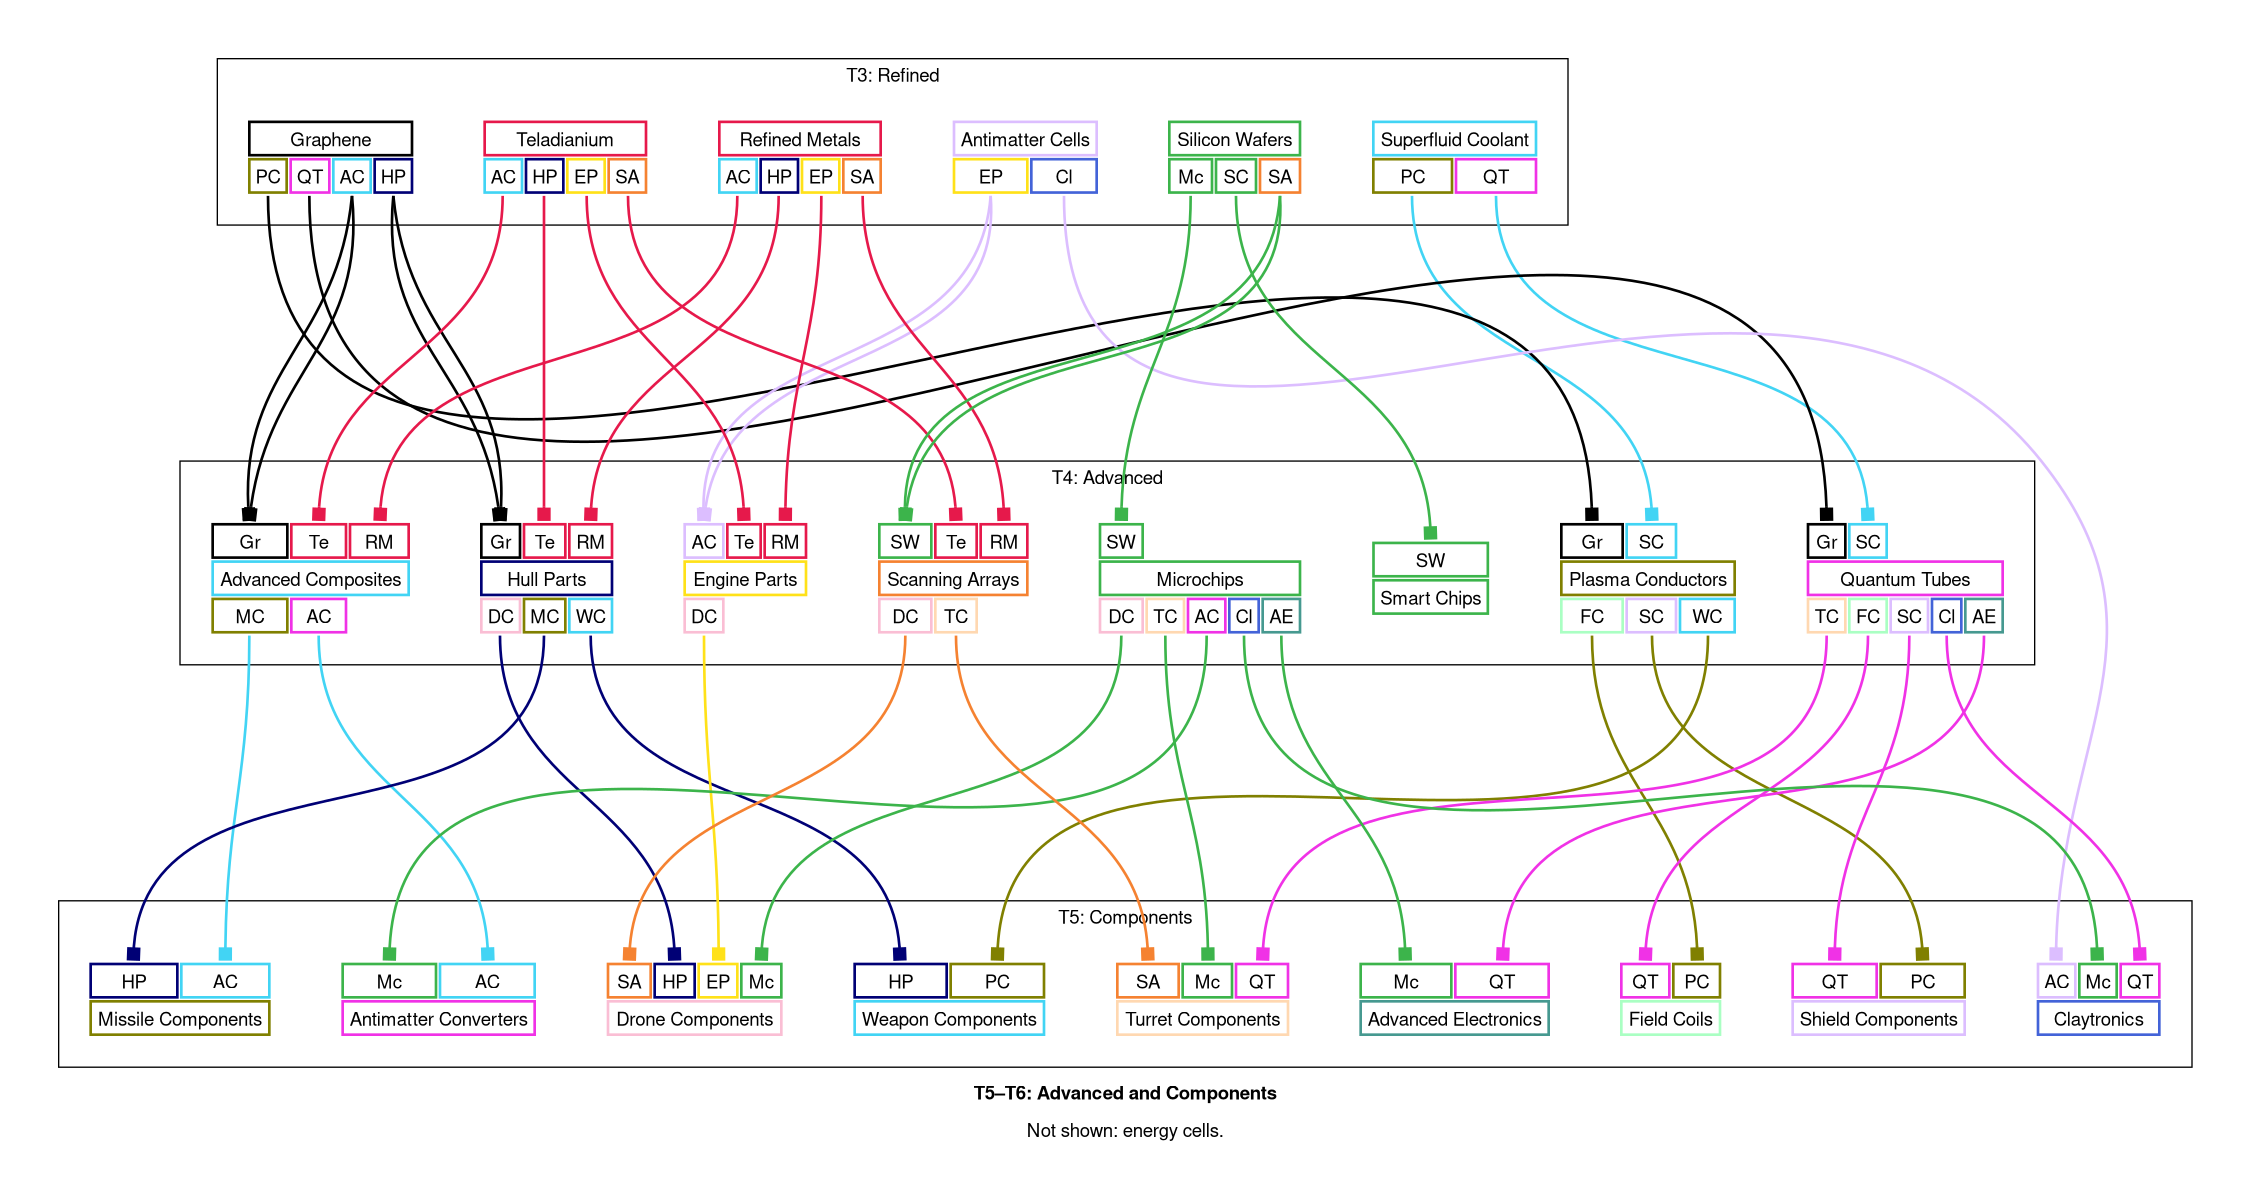 T3: Refined
Graphene Teladianium Refined Metals Antimatter Cells Silicon Wafers Superfluid Coolant
PC QT AC HP AC HP EP SA AC HP EP SA EP Cl Mc SC SA PC QT
T4: Advanced
Gr Te RM Gr Te RM AC Te RM SW Te RM SW SW Gr SC Gr SC
Advanced Composites Hull Parts Engine Parts Scanning Arrays Microchips Smart Chips Plasma Conductors Quantum Tubes
MC AC DC MC WC DC DC TC DC TC AC Cl AE FC SC WC TC FC SC Cl AE
T5: Components
HP AC Mc AC SA HP EP Mc HP PC SA Mc QT Mc QT QT PC QT PC AC Mc QT
Missile Components Antimatter Converters Drone Components Weapon Components Turret Components Advanced Electronics Field Coils Shield Components Claytronics
T5–T6: Advanced and Components
Not shown: energy cells.